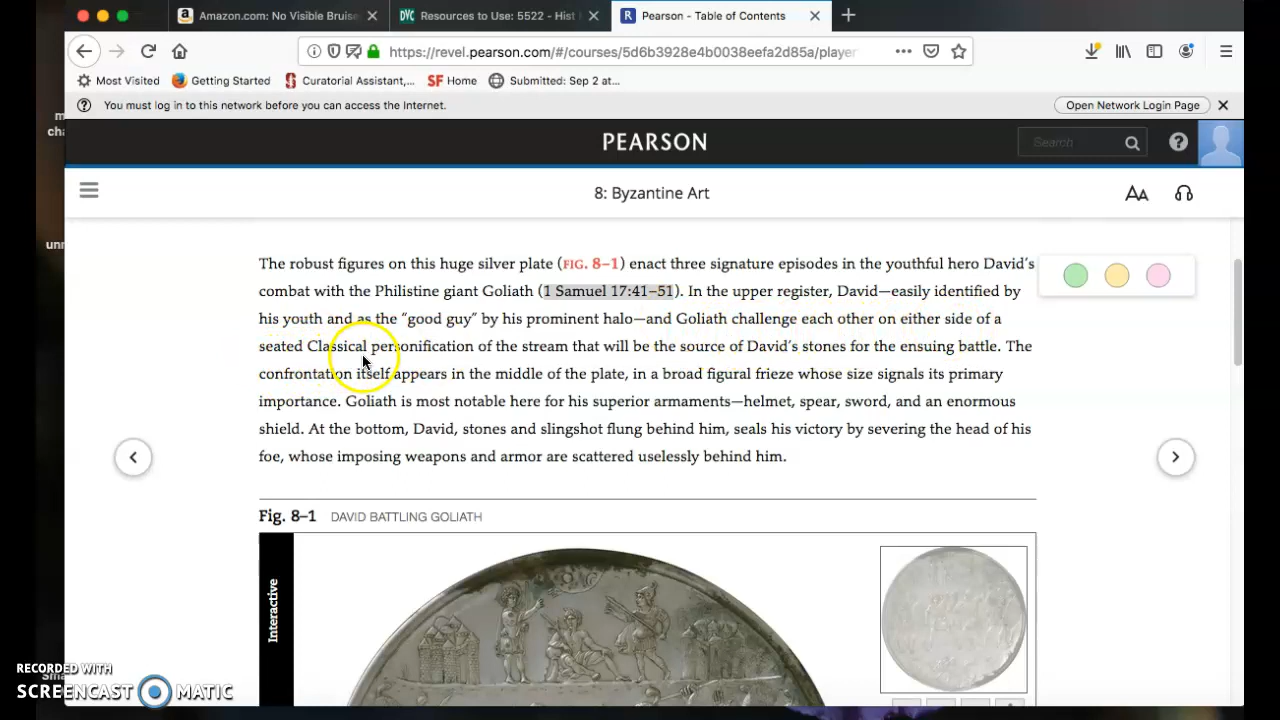 Amazon.com: No Visible Bruise
DVC Resources to Use: 5522 - Hist
R Pearson - Table of Contents
https://revel.pearson.com/#/courses/5d6b3928e4b0038eefa2d85a/player
Most Visited Getting Started Curatorial Assistant,... SF Home Submitted: Sep 2 at...
You must log in to this network before you can access the Internet. Open Network Login Page
PEARSON Search
8: Byzantine Art AA
The robust figures on this huge silver plate (FIG. 8–1) enact three signature episodes in the youthful hero David’s
combat with the Philistine giant Goliath (1 Samuel 17:41–51). In the upper register, David—easily identified by
his youth and as the “good guy” by his prominent halo—and Goliath challenge each other on either side of a
seated Classical personification of the stream that will be the source of David’s stones for the ensuing battle. The
confrontation itself appears in the middle of the plate, in a broad figural frieze whose size signals its primary
importance. Goliath is most notable here for his superior armaments—helmet, spear, sword, and an enormous
shield. At the bottom, David, stones and slingshot flung behind him, seals his victory by severing the head of his
foe, whose imposing weapons and armor are scattered uselessly behind him.
Fig. 8–1 DAVID BATTLING GOLIATH
Interactive
RECORDED WITH
SCREENCAST MATIC